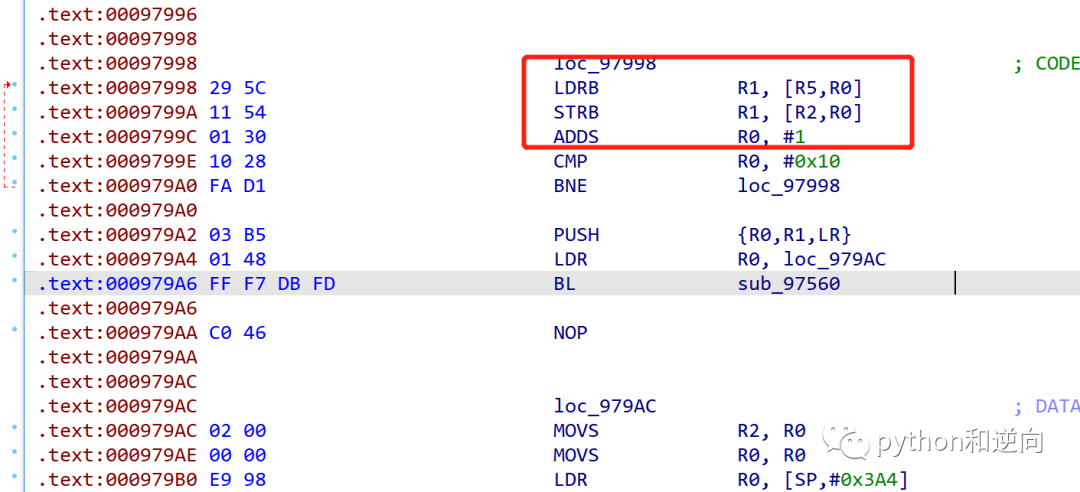 .text:00097996
.text:00097998
.text:00097998 loc_97998 ; CODE
.text:00097998 29 5C LDRB R1, [R5,R0]
.text:0009799A 11 54 STRB R1, [R2,R0]
.text:0009799C 01 30 ADDS R0, #1
.text:0009799E 10 28 CMP R0, #0x10
.text:000979A0 FA D1 BNE loc_97998
.text:000979A0
.text:000979A2 03 B5 PUSH {R0,R1,LR}
.text:000979A4 01 48 LDR R0, loc_979AC
.text:000979A6 FF F7 DB FD BL sub_97560
.text:000979A6
.text:000979AA C0 46 NOP
.text:000979AA
.text:000979AC
.text:000979AC loc_979AC ; DATA
.text:000979AC 02 00 MOVS R2, R0
.text:000979AE 00 00 MOVS R0, R0
.text:000979B0 E9 98 LDR R0, [SP,#0x3A4]
python和逆向